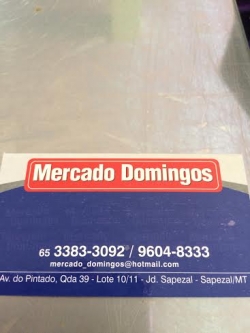 Mercado Domingos
65 3383-3092 / 9604-8333
mercado_domingos@hotmail.com
Av. do Pintado, Qda 39 - Lote 10/11 - Jd. Sapezal - Sapezal/MT